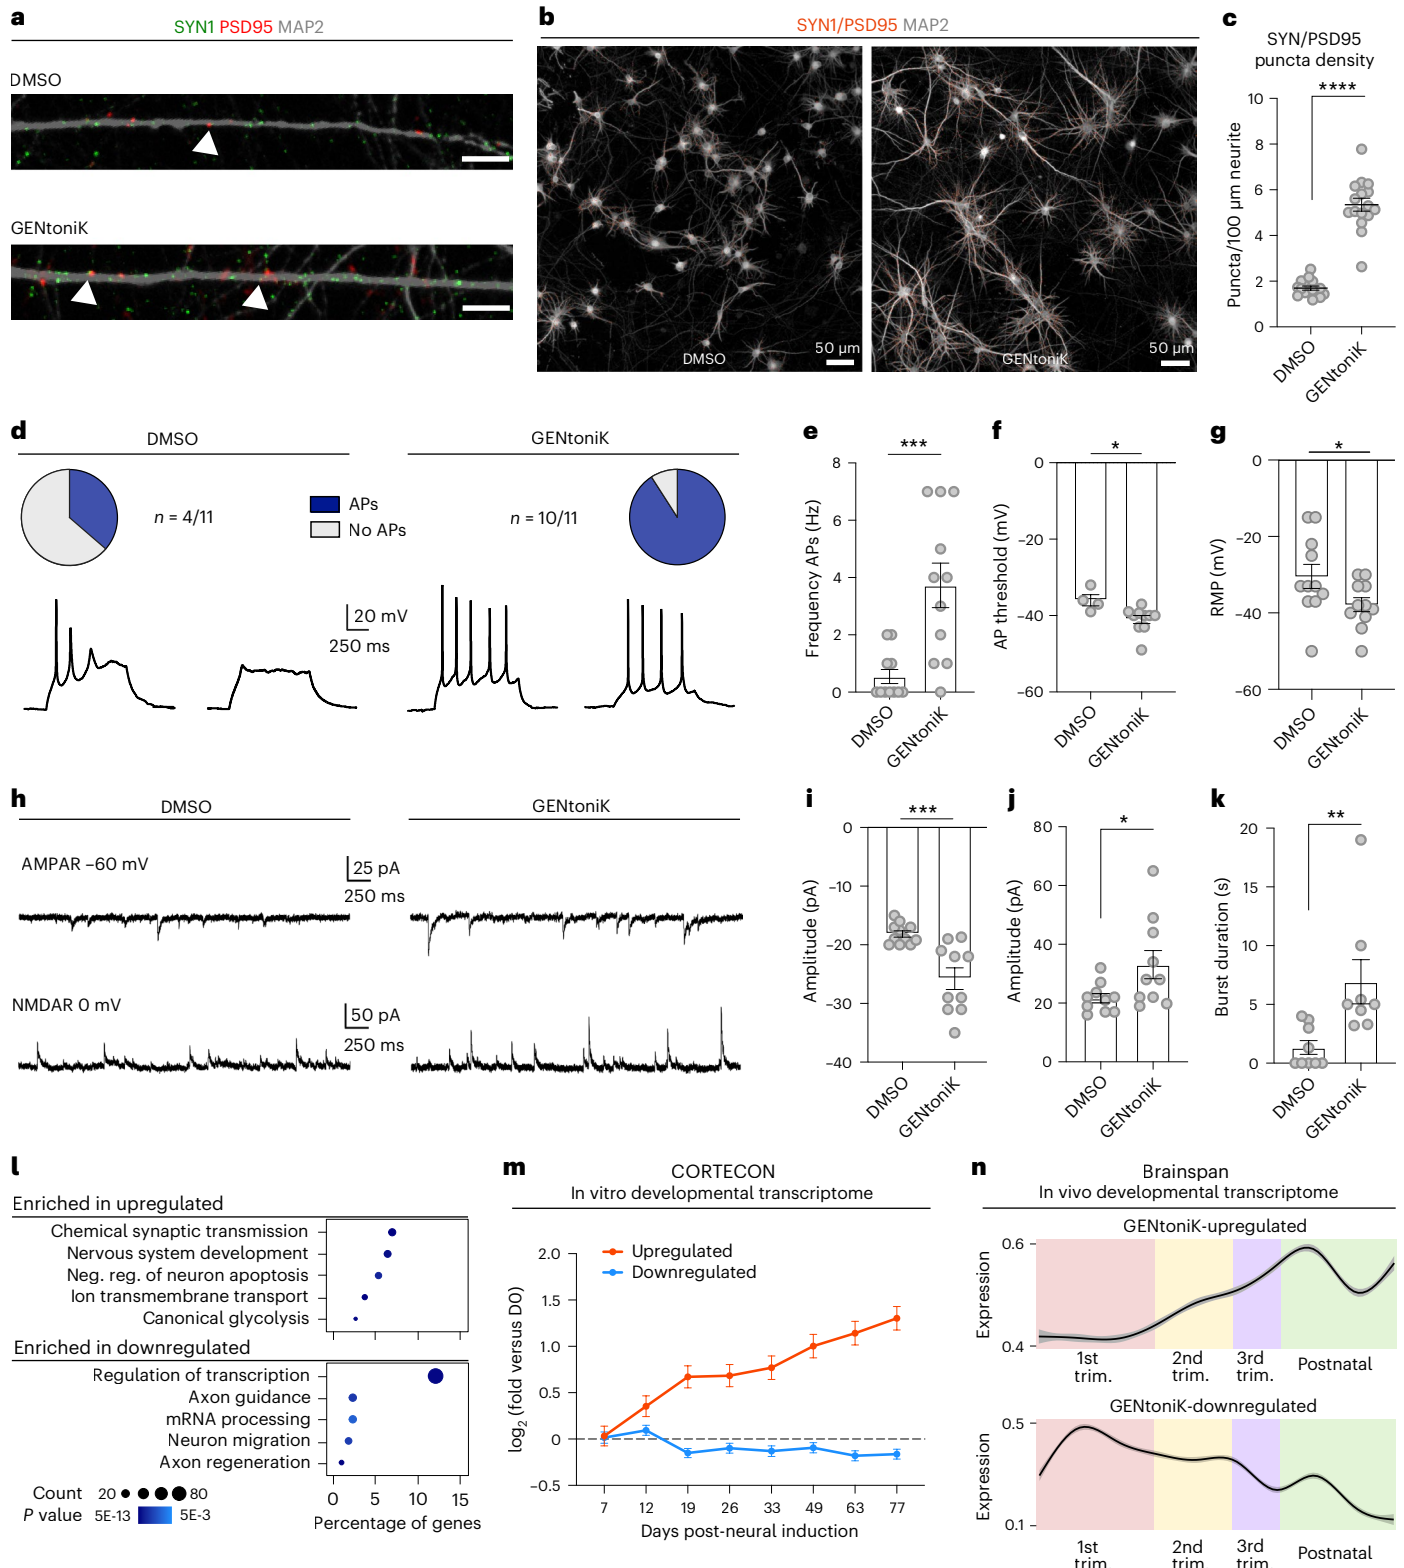 a
SYN1 PSD95 MAP2
DMSO
GENtoniK
b
SYN1/PSD95 MAP2
DMSO
50 µm
GENtoniK
50 µm
c
SYN/PSD95
puncta density
****
Puncta/100 µm neurite
10
8
6
4
2
0
DMSO
GENtoniK
d
DMSO
GENtoniK
n = 4/11
APs
No APs
n = 10/11
20 mV
250 ms
e
***
Frequency APs (Hz)
8
6
4
2
0
DMSO
GENtoniK
f
*
AP threshold (mV)
0
–20
–40
–60
DMSO
GENtoniK
g
*
RMP (mV)
0
–20
–40
–60
DMSO
GENtoniK
h
DMSO
GENtoniK
AMPAR –60 mV
25 pA
250 ms
NMDAR 0 mV
50 pA
250 ms
i
***
Amplitude (pA)
0
–10
–20
–30
–40
DMSO
GENtoniK
j
*
Amplitude (pA)
80
60
40
20
0
DMSO
GENtoniK
k
**
Burst duration (s)
20
15
10
5
0
DMSO
GENtoniK
l
Enriched in upregulated
Chemical synaptic transmission
Nervous system development
Neg. reg. of neuron apoptosis
Ion transmembrane transport
Canonical glycolysis
Enriched in downregulated
Regulation of transcription
Axon guidance
mRNA processing
Neuron migration
Axon regeneration
0 5 10 15
Percentage of genes
Count 20 80
P value 5E-13 5E-3
m
CORTECON
In vitro developmental transcriptome
Upregulated
Downregulated
log2 (fold versus D0)
2.0
1.5
1.0
0.5
0
–0.5
7 12 19 26 33 49 63 77
Days post-neural induction
n
Brainspan
In vivo developmental transcriptome
GENtoniK-upregulated
Expression
0.6
0.4
1st trim.
2nd trim.
3rd trim.
Postnatal
GENtoniK-downregulated
Expression
0.5
0.1
1st trim.
2nd trim.
3rd trim.
Postnatal